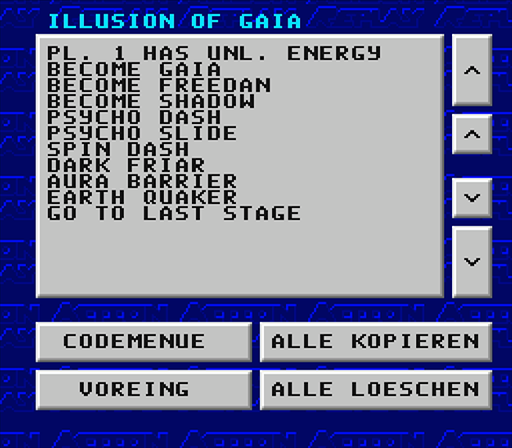 ILLUSION OF GAIA
PL. 1 HAS UNL. ENERGY
BECOME GAIA
BECOME FREEDAN
BECOME SHADOW
PSYCHO DASH
PSYCHO SLIDE
SPIN DASH
DARK FRIAR
AURA BARRIER
EARTH QUAKER
GO TO LAST STAGE
CODEMENUE
ALLE KOPIEREN
VOREING
ALLE LOESCHEN